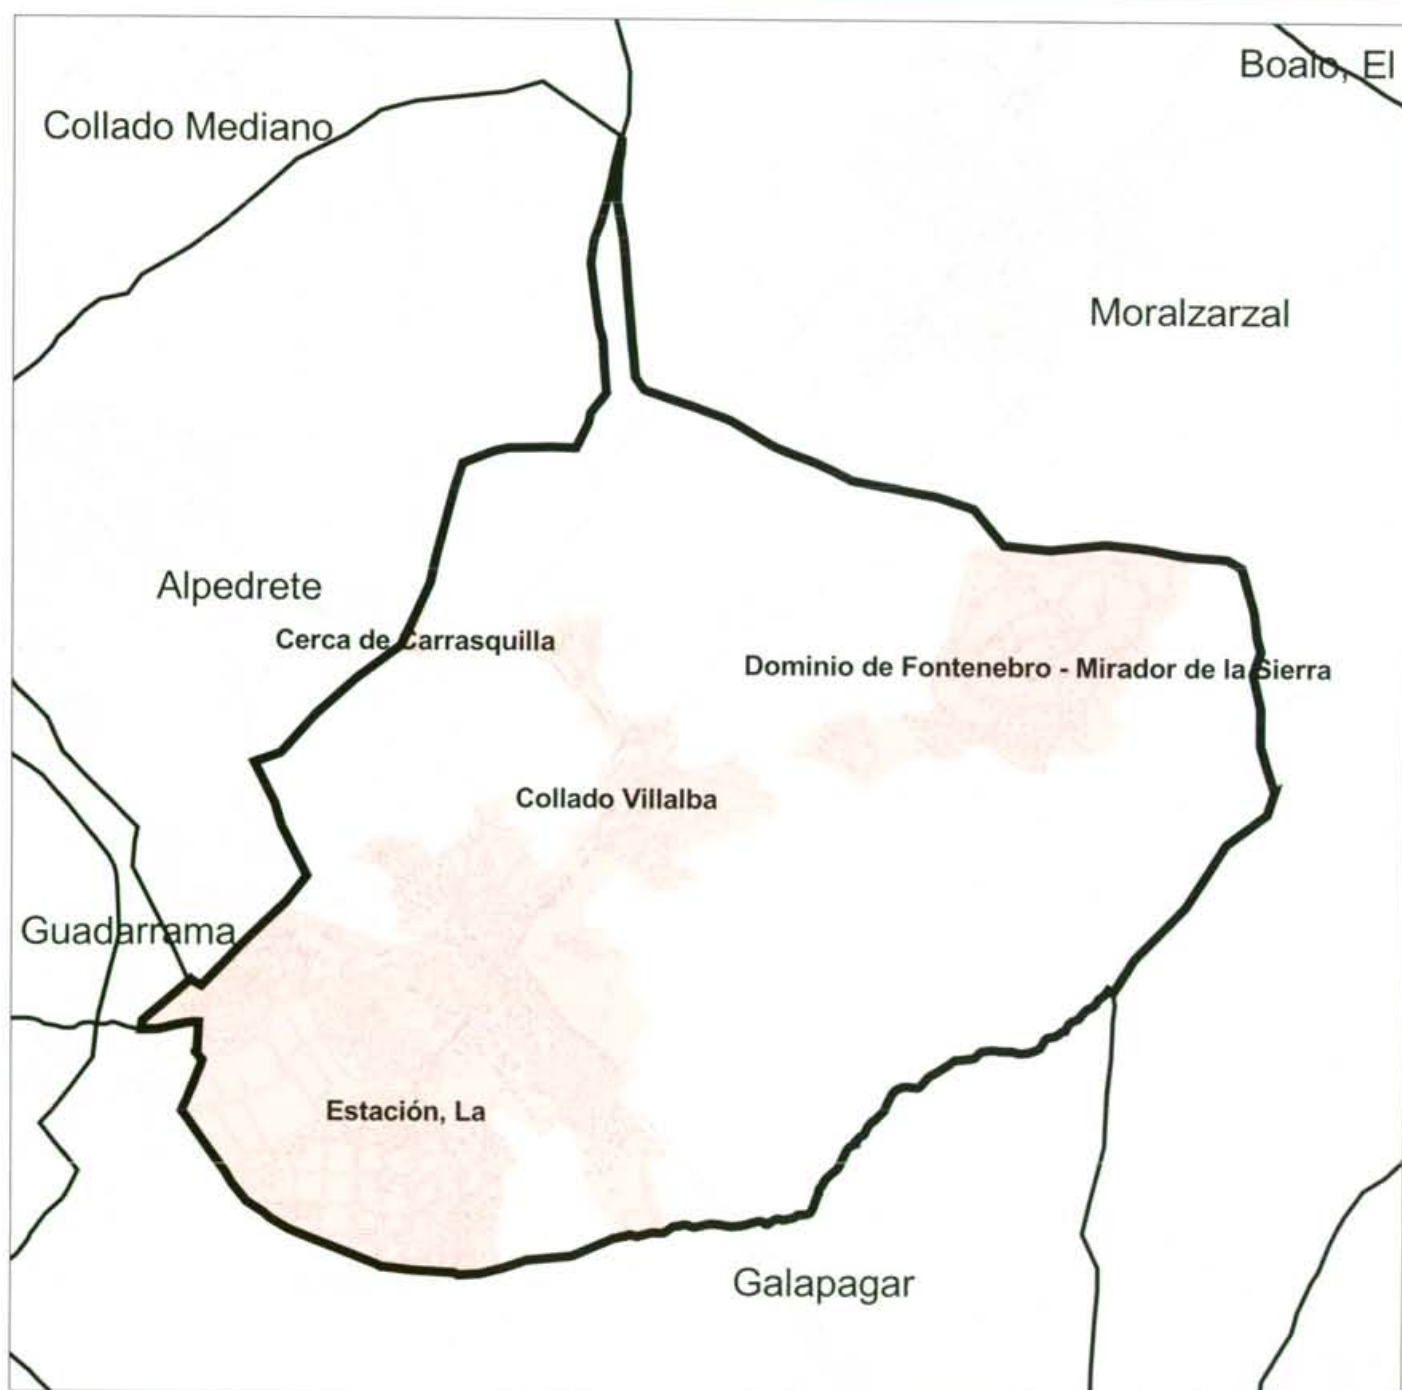 Boalo, El
Collado Mediano
Moralzarzal
Alpedrete
Cerca de Carrasquilla
Dominio de Fontenebro - Mirador de la Sierra
Collado Villalba
Guadarrama
Estación, La
Galapagar